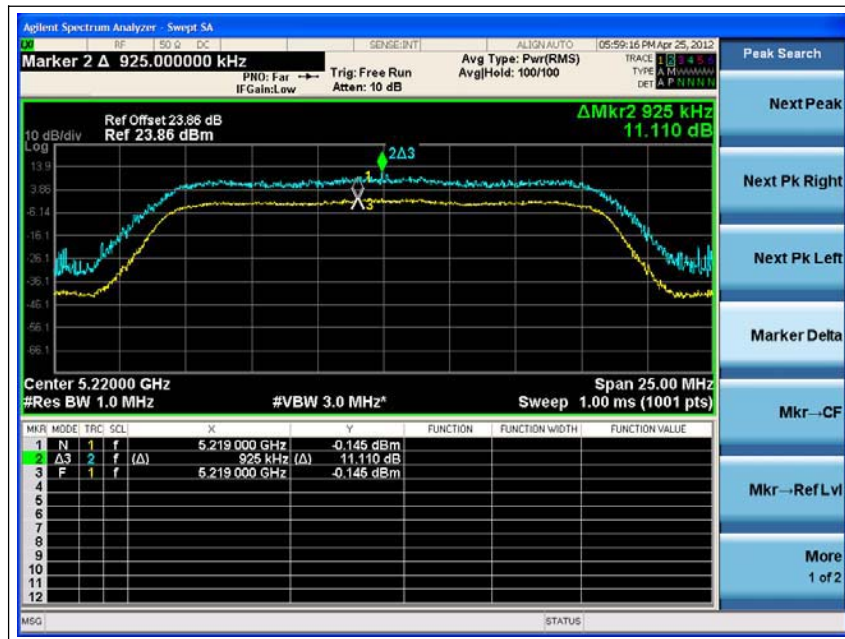 Agilent Spectrum Analyzer - Swept SA
RF 50 Ω DC SENSE:INT ALIGNAUTO 05:59:16 PM Apr 25, 2012
Marker 2 Δ 925.000000 kHz
PNO: Far
IFGain:Low
Trig: Free Run
Atten: 10 dB
Avg Type: Pwr(RMS)
Avg|Hold: 100/100
TRACE 1 2 3 4 5 6
TYPE A M W W W W
DET A P N N N N
ΔMkr2 925 kHz
11.110 dB
Ref Offset 23.86 dB
10 dB/div Ref 23.86 dBm
Log
13.9
3.86
-6.14
-16.1
-26.1
-36.1
-46.1
-56.1
-66.1
2Δ3
1
3
Center 5.22000 GHz Span 25.00 MHz
#Res BW 1.0 MHz #VBW 3.0 MHz* Sweep 1.00 ms (1001 pts)
MKR MODE TRC SCL X Y FUNCTION FUNCTION WIDTH FUNCTION VALUE
1 N 1 f 5.219 000 GHz -0.145 dBm
2 Δ3 2 f (Δ) 925 kHz (Δ) 11.110 dB
3 F 1 f 5.219 000 GHz -0.145 dBm
4
5
6
7
8
9
10
11
12
MSG STATUS
Peak Search
Next Peak
Next Pk Right
Next Pk Left
Marker Delta
Mkr→CF
Mkr→Ref Lvl
More
1 of 2